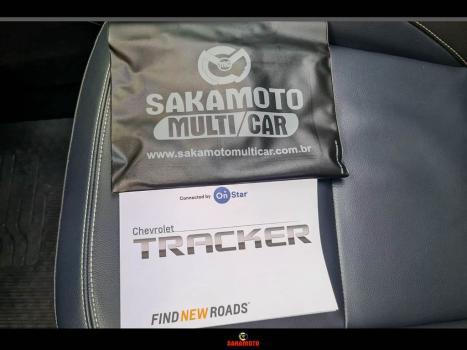 SAKAMOTO
MULTI/CAR
www.sakamotomulticar.com.br
Connected by OnStar
Chevrolet
TRACKER
FIND NEW ROADS
SAKAMOTO